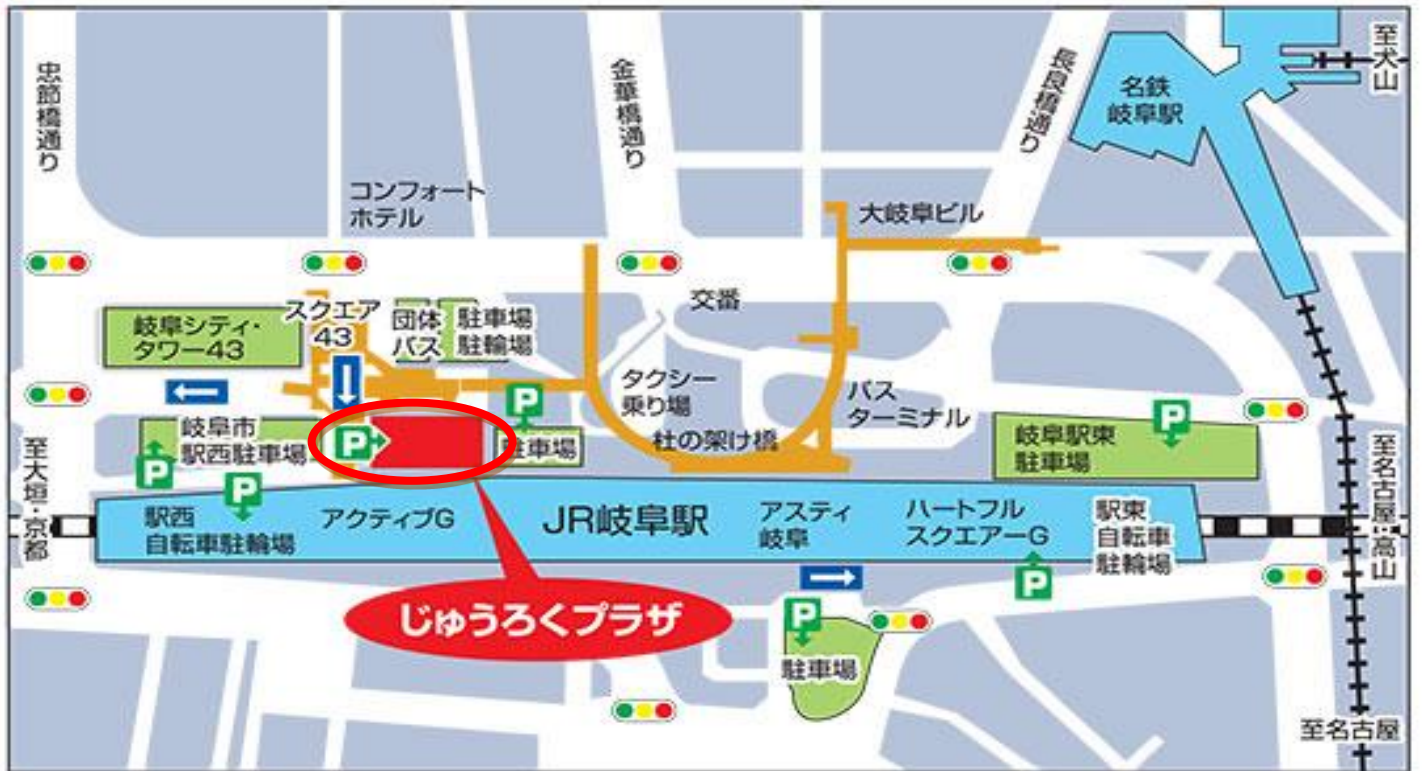 忠節橋通り
金華橋通り
長良橋通り
至犬山
名鉄
岐阜駅
コンフォート
ホテル
大岐阜ビル
交番
スクエア
43
団体
バス
駐車場
駐輪場
岐阜シティ・
タワー43
タクシー
乗り場
バス
ターミナル
杜の架け橋
P
P
岐阜市
駅西駐車場
P
P
駐車場
岐阜駅東
駐車場
P
至大垣・京都
至名古屋・高山
駅西
自転車駐輪場
P
アクティブG
JR岐阜駅
アスティ
岐阜
ハートフル
スクエアーG
駅東
自転車
駐輪場
P
じゅうろくプラザ
P
駐車場
至名古屋